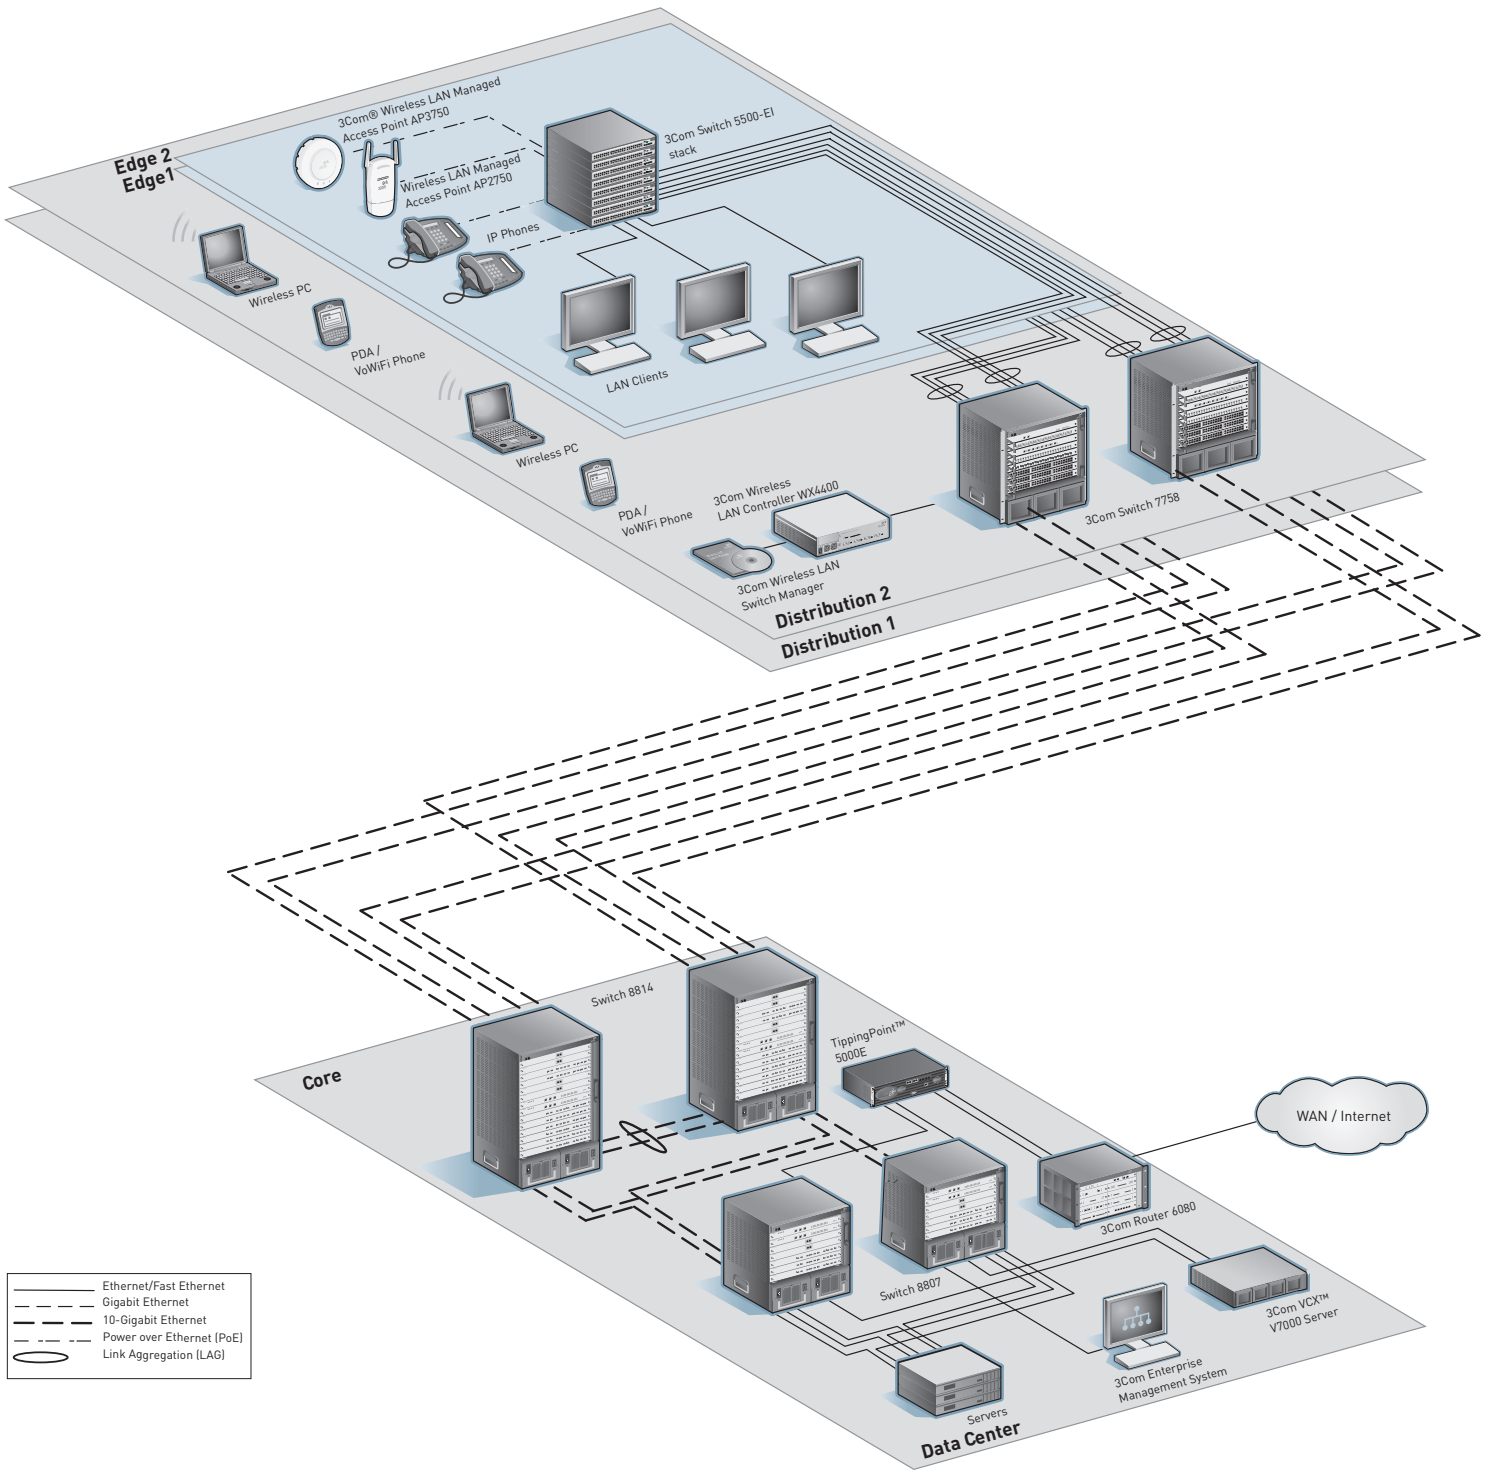 3Com® Wireless LAN Managed
Access Point AP3750
3Com Switch 5500-EI
stack
Edge 2
Edge1
Wireless LAN Managed
Access Point AP2750
IP Phones
Wireless PC
PDA /
VoWiFi Phone
LAN Clients
Wireless PC
PDA /
VoWiFi Phone
3Com Wireless
LAN Controller WX4400
3Com Switch 7758
3Com Wireless LAN
Switch Manager
Distribution 2
Distribution 1
Switch 8814
Core
TippingPoint™
5000E
WAN / Internet
3Com Router 6080
Switch 8807
3Com VCX™
V7000 Server
3Com Enterprise
Management System
Servers
Data Center
Ethernet/Fast Ethernet
Gigabit Ethernet
10-Gigabit Ethernet
Power over Ethernet (PoE)
Link Aggregation (LAG)